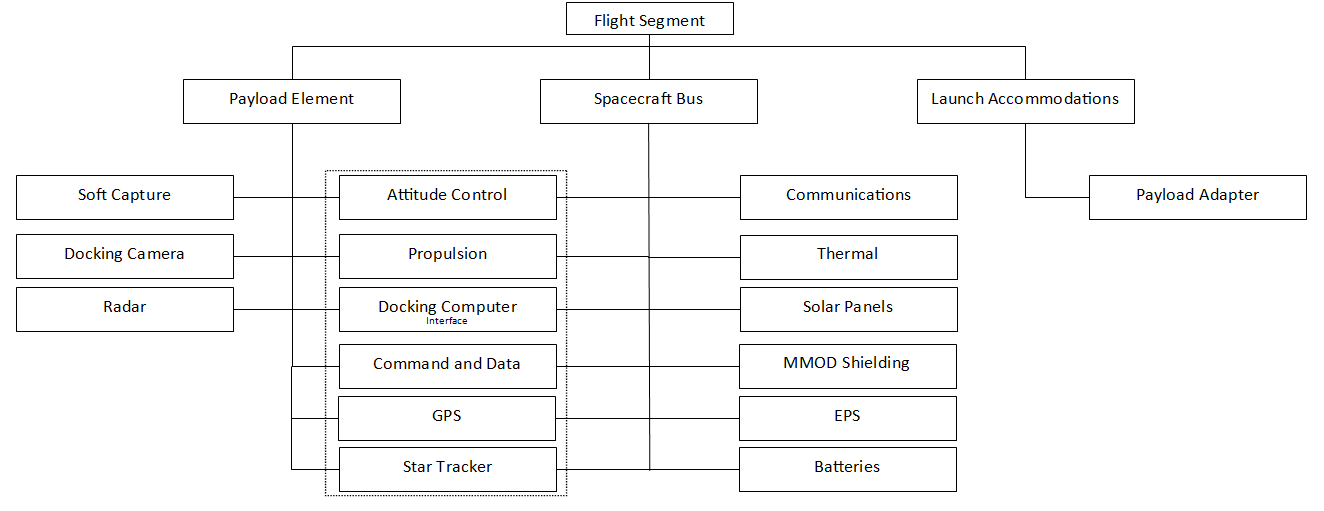 Flight Segment
Payload Element
Spacecraft Bus
Launch Accommodations
Soft Capture
Attitude Control
Communications
Payload Adapter
Docking Camera
Propulsion
Thermal
Radar
Docking Computer
Interface
Solar Panels
Command and Data
MMOD Shielding
GPS
EPS
Star Tracker
Batteries